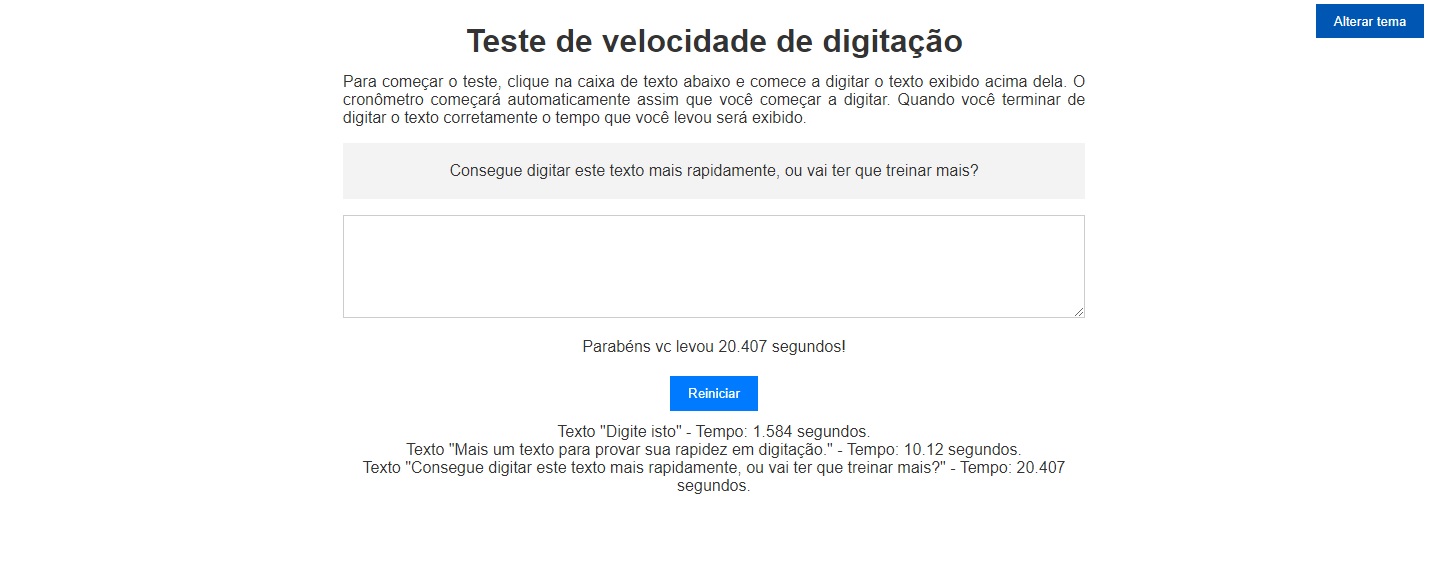 Alterar tema
Teste de velocidade de digitação
Para começar o teste, clique na caixa de texto abaixo e comece a digitar o texto exibido acima dela. O
cronômetro começará automaticamente assim que você começar a digitar. Quando você terminar de
digitar o texto corretamente o tempo que você levou será exibido.
Consegue digitar este texto mais rapidamente, ou vai ter que treinar mais?
Parabéns vc levou 20.407 segundos!
Reiniciar
Texto "Digite isto" - Tempo: 1.584 segundos.
Texto "Mais um texto para provar sua rapidez em digitação." - Tempo: 10.12 segundos.
Texto "Consegue digitar este texto mais rapidamente, ou vai ter que treinar mais?" - Tempo: 20.407
segundos.